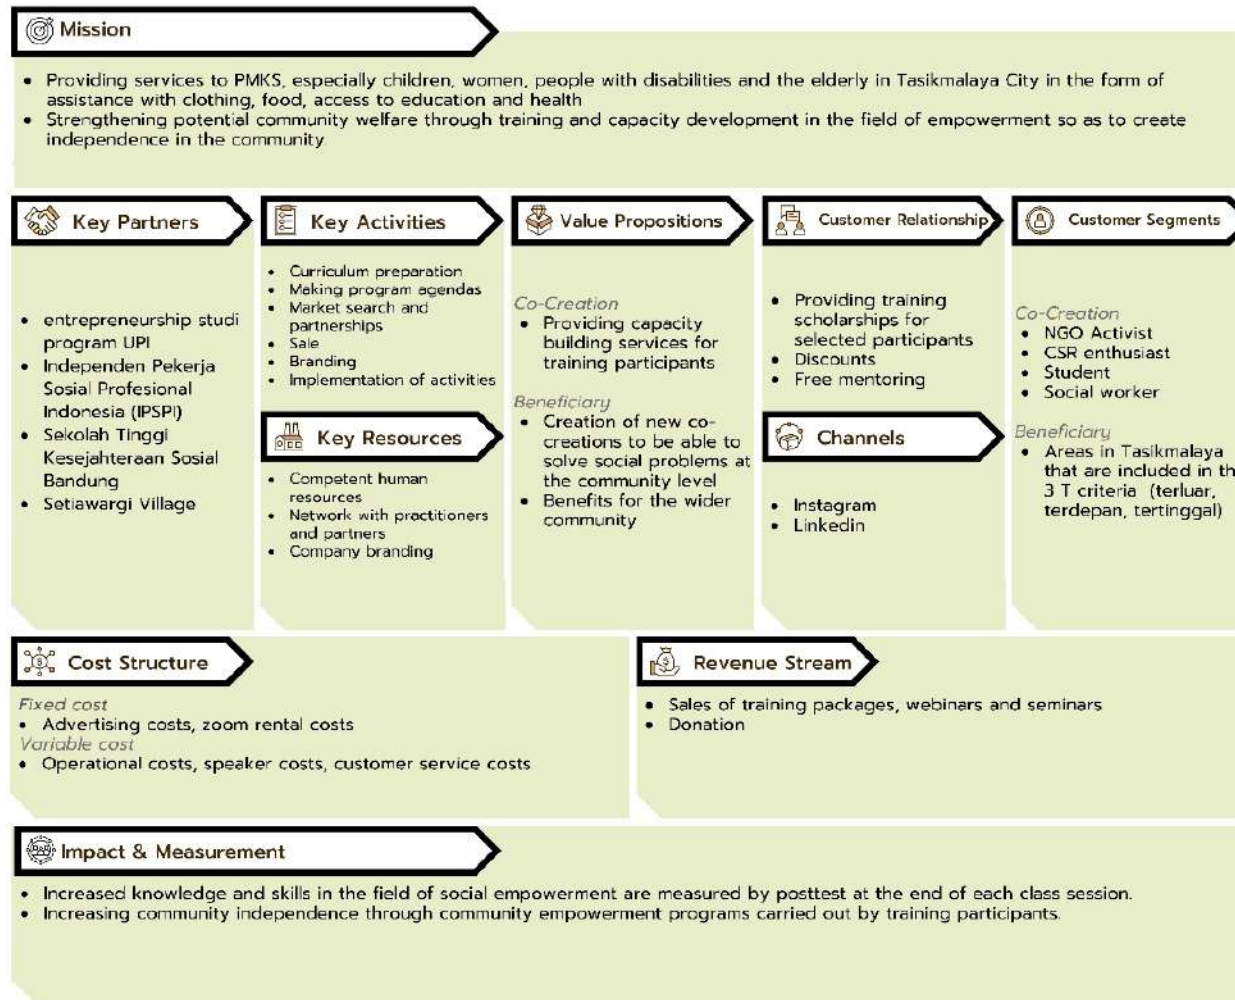 Mission
• Providing services to PMKS, especially children, women, people with disabilities and the elderly in Tasikmalaya City in the form of
assistance with clothing, food, access to education and health
• Strengthening potential community welfare through training and capacity development in the field of empowerment so as to create
independence in the community.
Key Partners
• entrepreneurship studi
program UPI
• Independen Pekerja
Sosial Profesional
Indonesia (IPSPI)
• Sekolah Tinggi
Kesejahteraan Sosial
Bandung
• Setiawargi Village
Key Activities
• Curriculum preparation
• Making program agendas
• Market search and
partnerships
• Sale
• Branding
• Implementation of activities
Key Resources
• Competent human
resources
• Network with practitioners
and partners
• Company branding
Value Propositions
Co-Creation
• Providing capacity
building services for
training participants
Beneficiary
• Creation of new co-
creations to be able to
solve social problems at
the community level
• Benefits for the wider
community
Customer Relationship
• Providing training
scholarships for
selected participants
• Discounts
• Free mentoring
Channels
• Instagram
• Linkedin
Customer Segments
Co-Creation
• NGO Activist
• CSR enthusiast
• Student
• Social worker
Beneficiary
• Areas in Tasikmalaya
that are included in th
3 T criteria (terluar,
terdepan, tertinggal)
Cost Structure
Fixed cost
• Advertising costs, zoom rental costs
Variable cost
• Operational costs, speaker costs, customer service costs
Revenue Stream
• Sales of training packages, webinars and seminars
• Donation
Impact & Measurement
• Increased knowledge and skills in the field of social empowerment are measured by posttest at the end of each class session.
• Increasing community independence through community empowerment programs carried out by training participants.